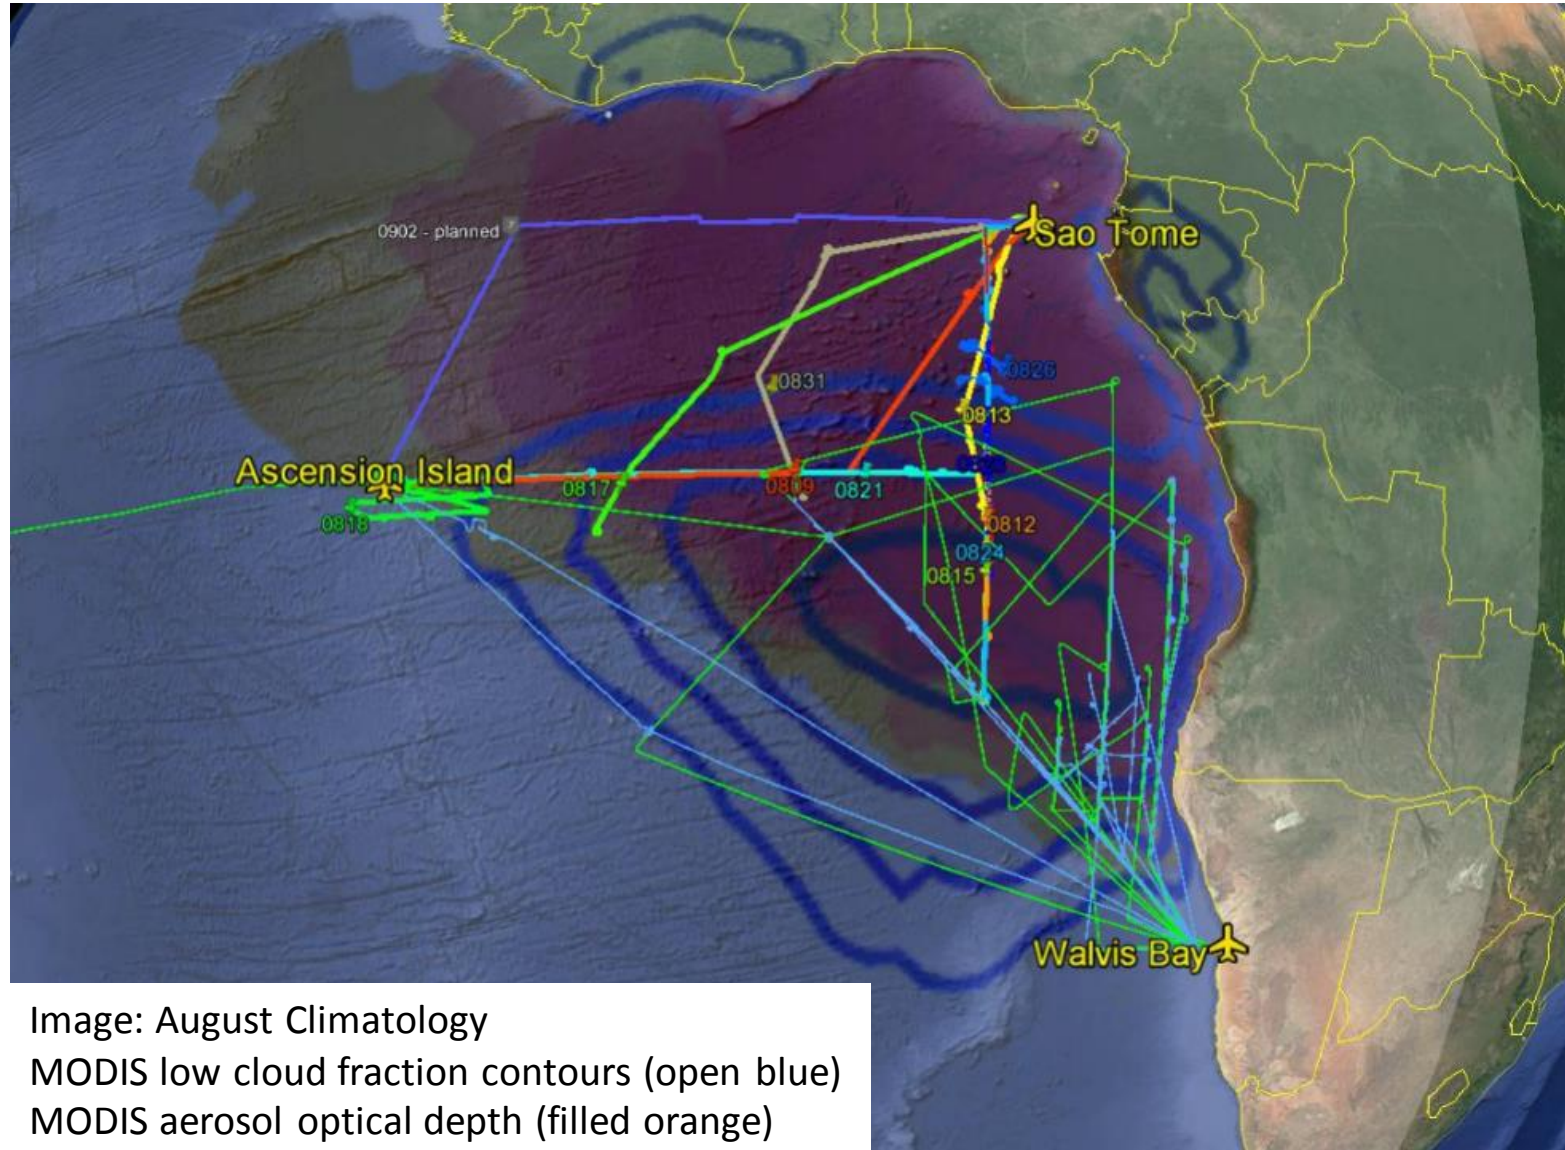 0902 - planned
Sao Tome
0826
0831
0813
Ascension Island
0817
0809
0821
0818
0812
0824
0815
Walvis Bay
Image: August Climatology
MODIS low cloud fraction contours (open blue)
MODIS aerosol optical depth (filled orange)